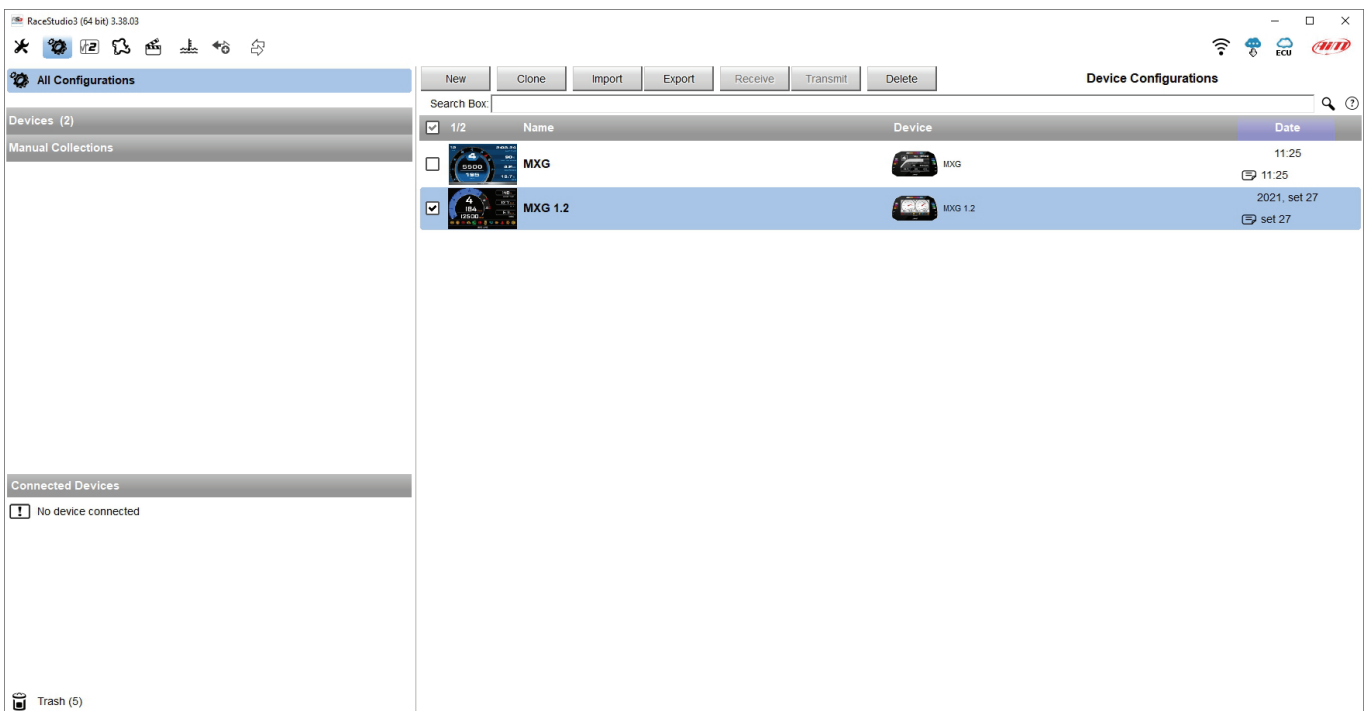 RaceStudio3 (64 bit) 3.38.03
ECU
All Configurations
New Clone Import Export Receive Transmit Delete Device Configurations
Search Box:
Devices (2)
1/2 Name Device Date
Manual Collections
MXG MXG 11:25
11:25
MXG 1.2 MXG 1.2 2021, set 27
set 27
Connected Devices
No device connected
Trash (5)